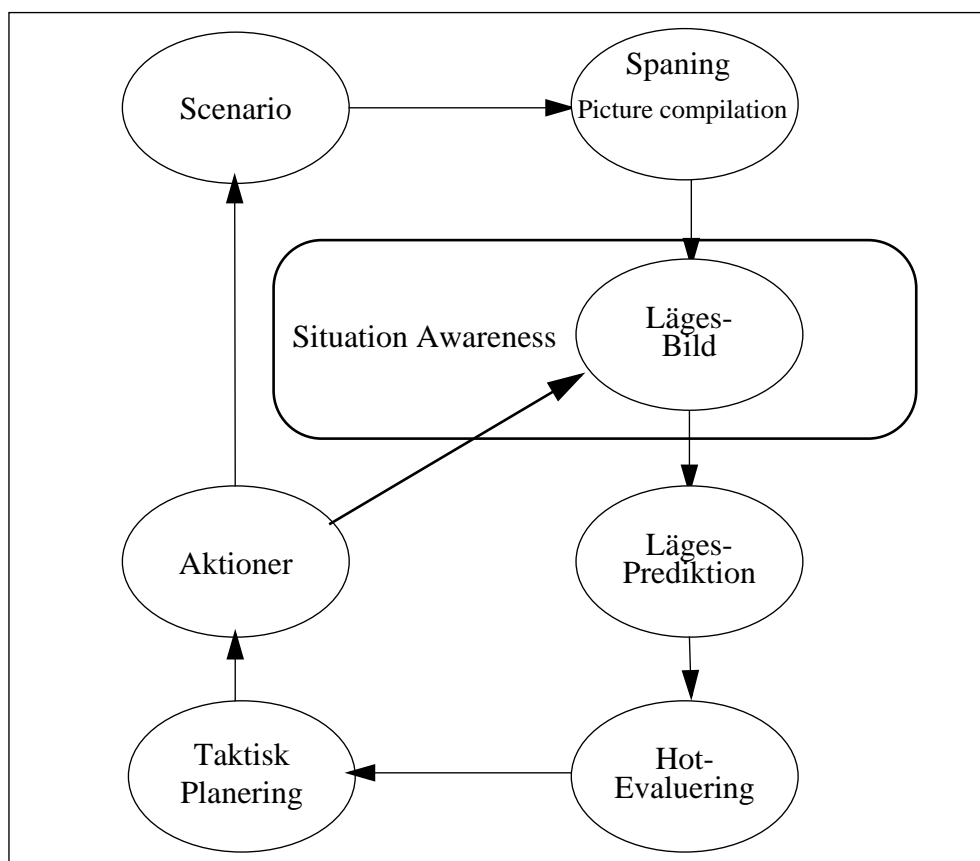 Scenario
Spaning
Picture compilation
Situation Awareness
Läges-
Bild
Aktioner
Läges-
Prediktion
Taktisk
Planering
Hot-
Evaluering